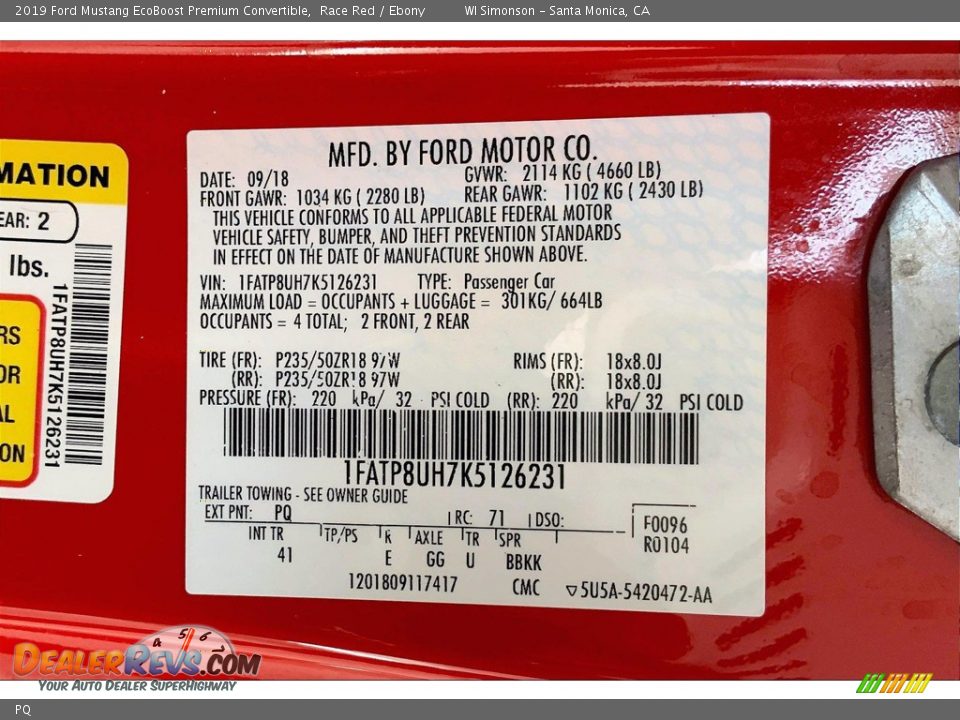 2019 Ford Mustang EcoBoost Premium Convertible, Race Red / Ebony WI Simonson – Santa Monica, CA
MATION
EAR: 2
lbs.
RS
OR
AL
ON
1FATP8UH7K5126231
MFD. BY FORD MOTOR CO.
DATE: 09/18 GVWR: 2114 KG ( 4660 LB)
FRONT GAWR: 1034 KG ( 2280 LB) REAR GAWR: 1102 KG ( 2430 LB)
THIS VEHICLE CONFORMS TO ALL APPLICABLE FEDERAL MOTOR
VEHICLE SAFETY, BUMPER, AND THEFT PREVENTION STANDARDS
IN EFFECT ON THE DATE OF MANUFACTURE SHOWN ABOVE.
VIN: 1FATP8UH7K5126231 TYPE: Passenger Car
MAXIMUM LOAD = OCCUPANTS + LUGGAGE = 301KG/ 664LB
OCCUPANTS = 4 TOTAL; 2 FRONT, 2 REAR
TIRE (FR): P235/50ZR18 97W RIMS (FR): 18x8.0J
(RR): P235/50ZR18 97W (RR): 18x8.0J
PRESSURE (FR): 220 kPa/ 32 PSI COLD (RR): 220 kPa/ 32 PSI COLD
1FATP8UH7K5126231
TRAILER TOWING - SEE OWNER GUIDE
EXT PNT: PQ RC: 71 DSO: F0096
INT TR TP/PS R AXLE TR SPR R0104
41 E GG U BBKK
1201809117417 CMC ▽5U5A-5420472-AA
4 5 6
DEALERREVS.COM
YOUR AUTO DEALER SUPERHIGHWAY
PQ